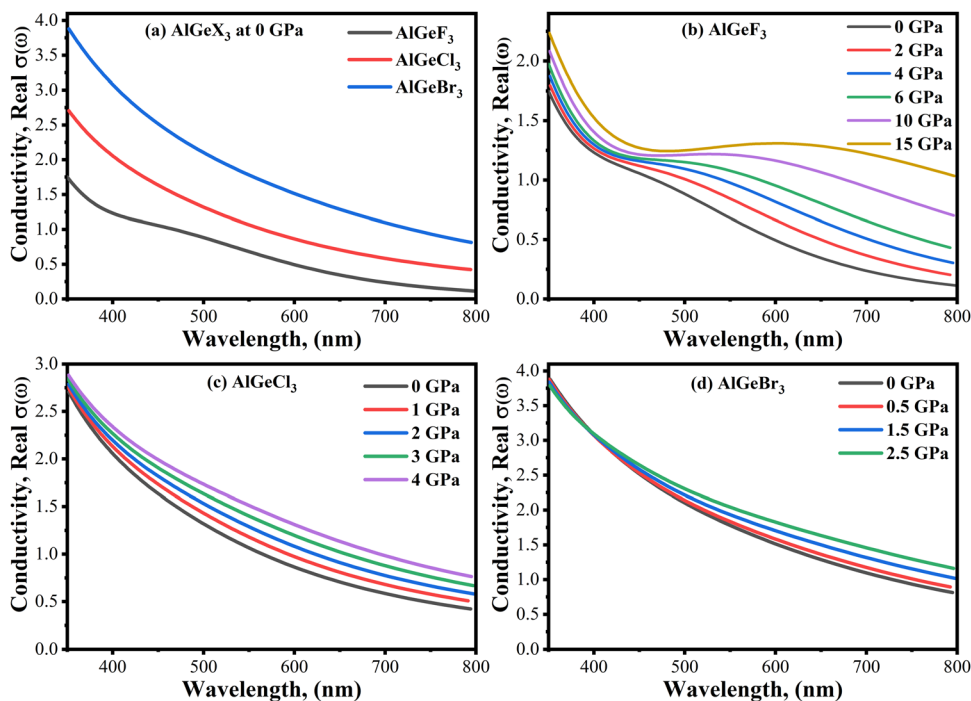 (a) AlGeX₃ at 0 GPa
AlGeF₃
AlGeCl₃
AlGeBr₃
Conductivity, Real σ(ω)
4.0
3.5
3.0
2.5
2.0
1.5
1.0
0.5
0.0
400
500
600
700
800
Wavelength, (nm)
(b) AlGeF₃
0 GPa
2 GPa
4 GPa
6 GPa
10 GPa
15 GPa
Conductivity, Real(ω)
2.0
1.5
1.0
0.5
0.0
400
500
600
700
800
Wavelength, (nm)
(c) AlGeCl₃
0 GPa
1 GPa
2 GPa
3 GPa
4 GPa
Conductivity, Real σ(ω)
3.0
2.5
2.0
1.5
1.0
0.5
0.0
400
500
600
700
800
Wavelength, (nm)
(d) AlGeBr₃
0 GPa
0.5 GPa
1.5 GPa
2.5 GPa
Conductivity, Real σ(ω)
4.0
3.5
3.0
2.5
2.0
1.5
1.0
0.5
0.0
400
500
600
700
800
Wavelength, (nm)